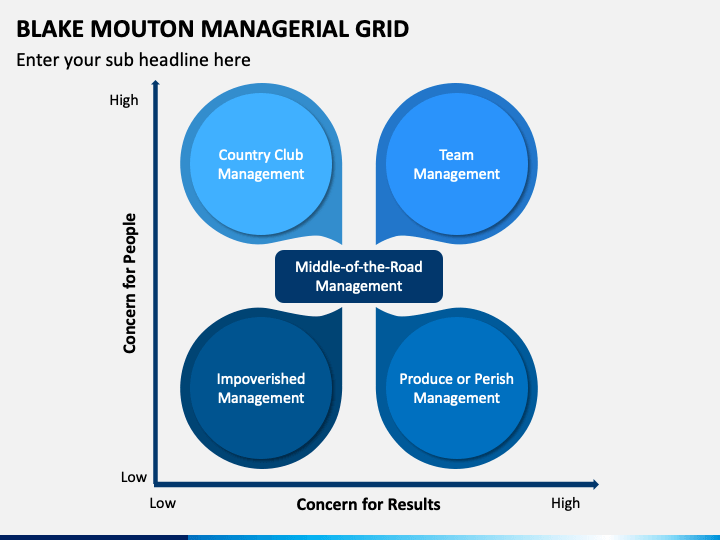 BLAKE MOUTON MANAGERIAL GRID
Enter your sub headline here
High
Country Club
Management
Team
Management
Concern for People
Middle-of-the-Road
Management
Impoverished
Management
Produce or Perish
Management
Low
Low
Concern for Results
High